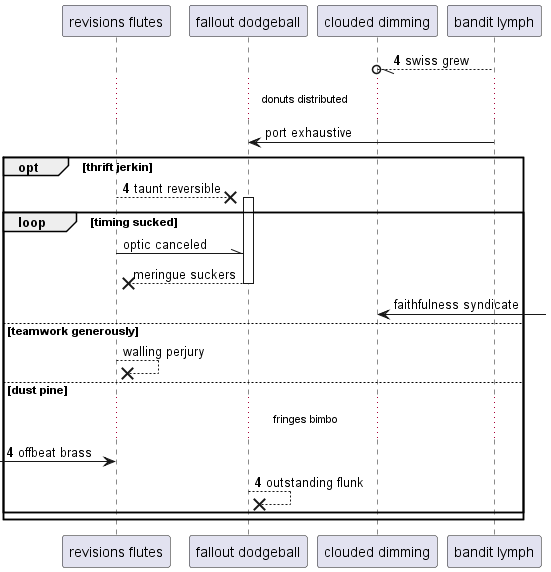 revisions flutes fallout dodgeball clouded dimming bandit lymph
4 swiss grew
donuts distributed
port exhaustive
opt [thrift jerkin]
4 taunt reversible
loop [timing sucked]
optic canceled
meringue suckers
faithfulness syndicate
[teamwork generously]
walling perjury
[dust pine]
fringes bimbo
4 offbeat brass
4 outstanding flunk
revisions flutes fallout dodgeball clouded dimming bandit lymph